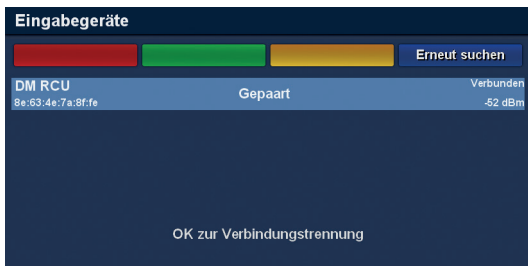 Eingabegeräte
Erneut suchen
DM RCU
Gepaart
Verbunden
8e:63:4e:7a:8f:fe
-52 dBm
OK zur Verbindungstrennung